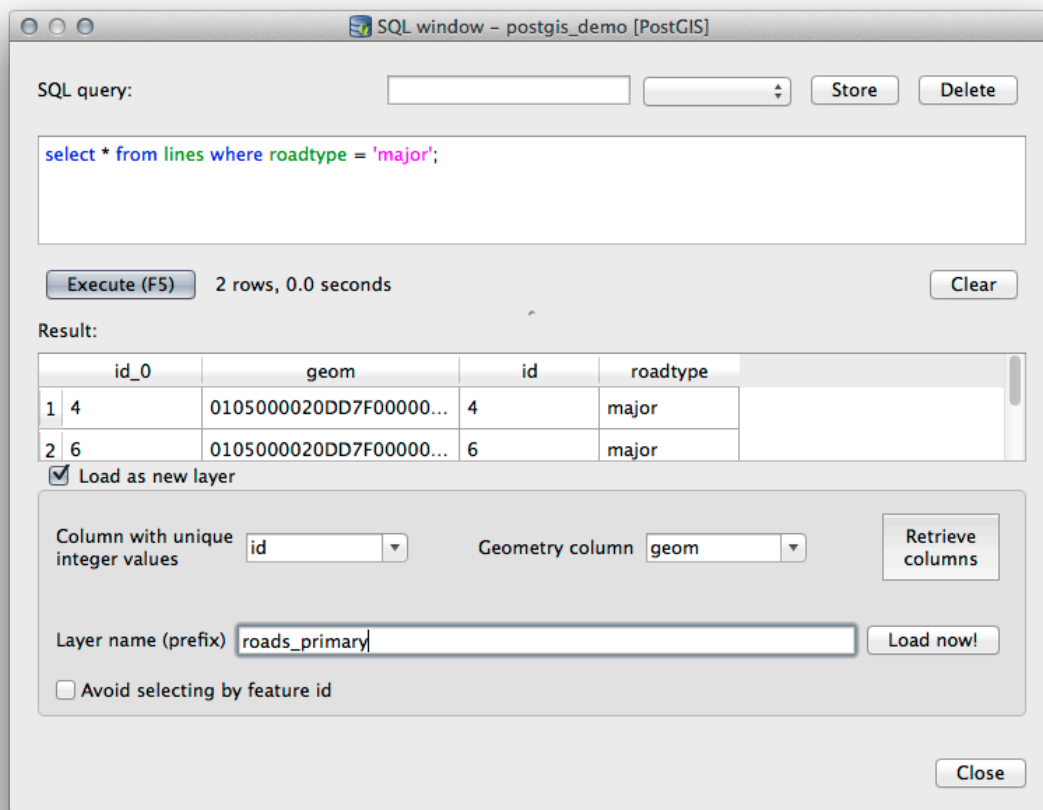 SQL window – postgis_demo [PostGIS]
SQL query:
Store
Delete
select * from lines where roadtype = 'major';
Execute (F5)
2 rows, 0.0 seconds
Clear
Result:
id_0 geom id roadtype
1 4 0105000020DD7F00000... 4 major
2 6 0105000020DD7F00000... 6 major
Load as new layer
Column with unique
integer values
id
Geometry column
geom
Retrieve
columns
Layer name (prefix)
roads_primary
Load now!
Avoid selecting by feature id
Close